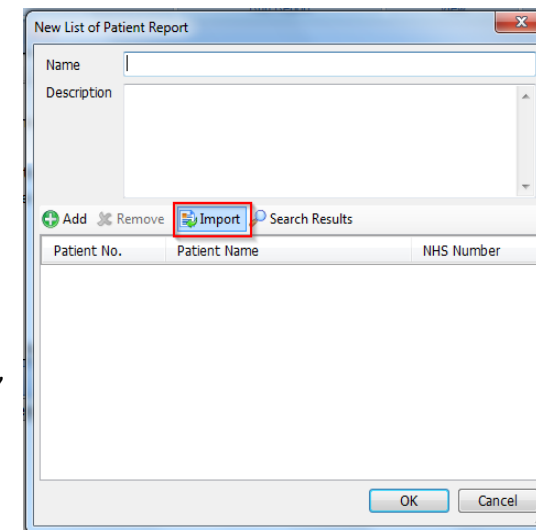 New List of Patient Report
Name
Description
Add Remove Import Search Results
Patient No. Patient Name NHS Number
OK Cancel